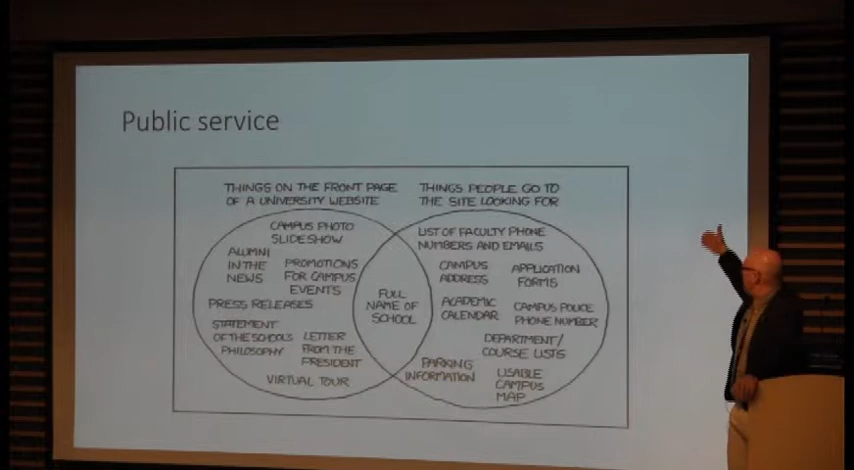 Public service
THINGS ON THE FRONT PAGE
OF A UNIVERSITY WEBSITE
THINGS PEOPLE GO TO
THE SITE LOOKING FOR
CAMPUS PHOTO
SLIDESHOW
ALUMNI
IN THE
NEWS
PROMOTIONS
FOR CAMPUS
EVENTS
PRESS RELEASES
STATEMENT
OF THE SCHOOL'S
PHILOSOPHY
LETTER
FROM THE
PRESIDENT
VIRTUAL TOUR
FULL
NAME OF
SCHOOL
LIST OF FACULTY PHONE
NUMBERS AND EMAILS
CAMPUS
ADDRESS
APPLICATION
FORMS
ACADEMIC
CALENDAR
CAMPUS POLICE
PHONE NUMBER
DEPARTMENT/
COURSE LISTS
PARKING
INFORMATION
USABLE
CAMPUS
MAP